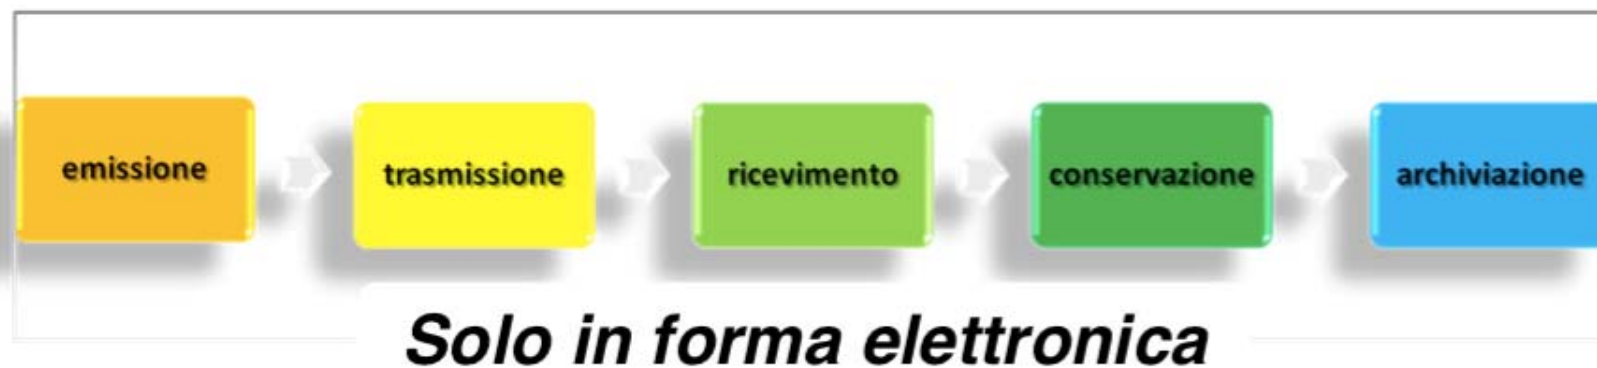 emissione trasmissione ricevimento conservazione archiviazione
Solo in forma elettronica